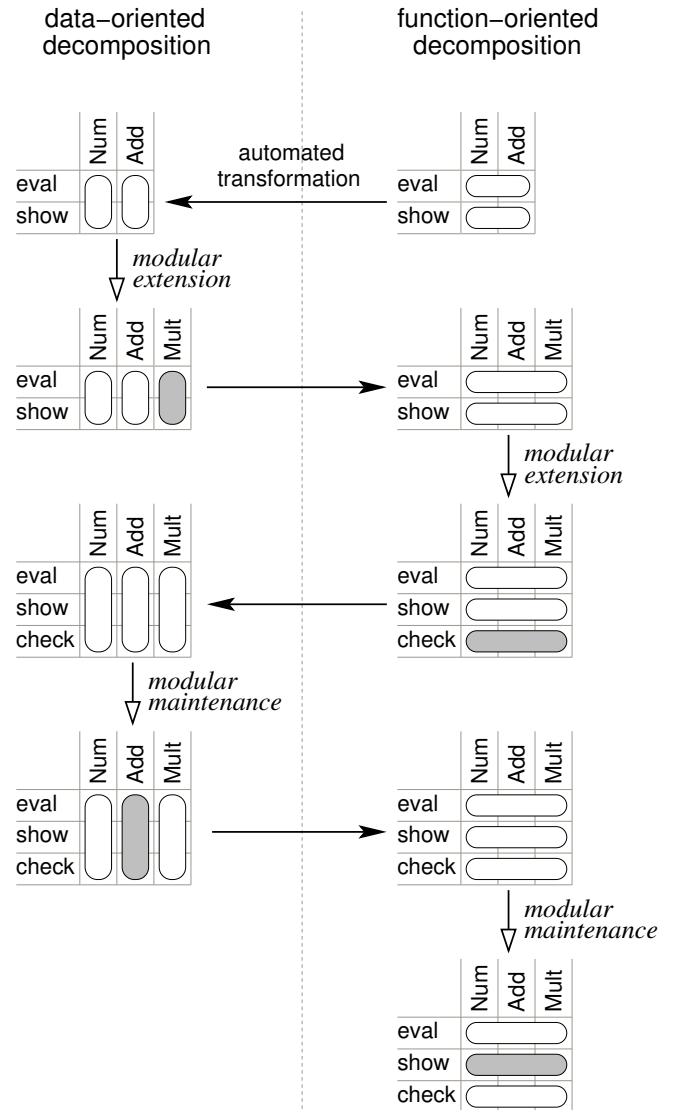 data−oriented
decomposition
function−oriented
decomposition
Num
Add
eval
show
automated
transformation
Num
Add
eval
show
modular
extension
Num
Add
Mult
eval
show
Num
Add
Mult
eval
show
modular
extension
Num
Add
Mult
eval
show
check
Num
Add
Mult
eval
show
check
modular
maintenance
Num
Add
Mult
eval
show
check
Num
Add
Mult
eval
show
check
modular
maintenance
Num
Add
Mult
eval
show
check